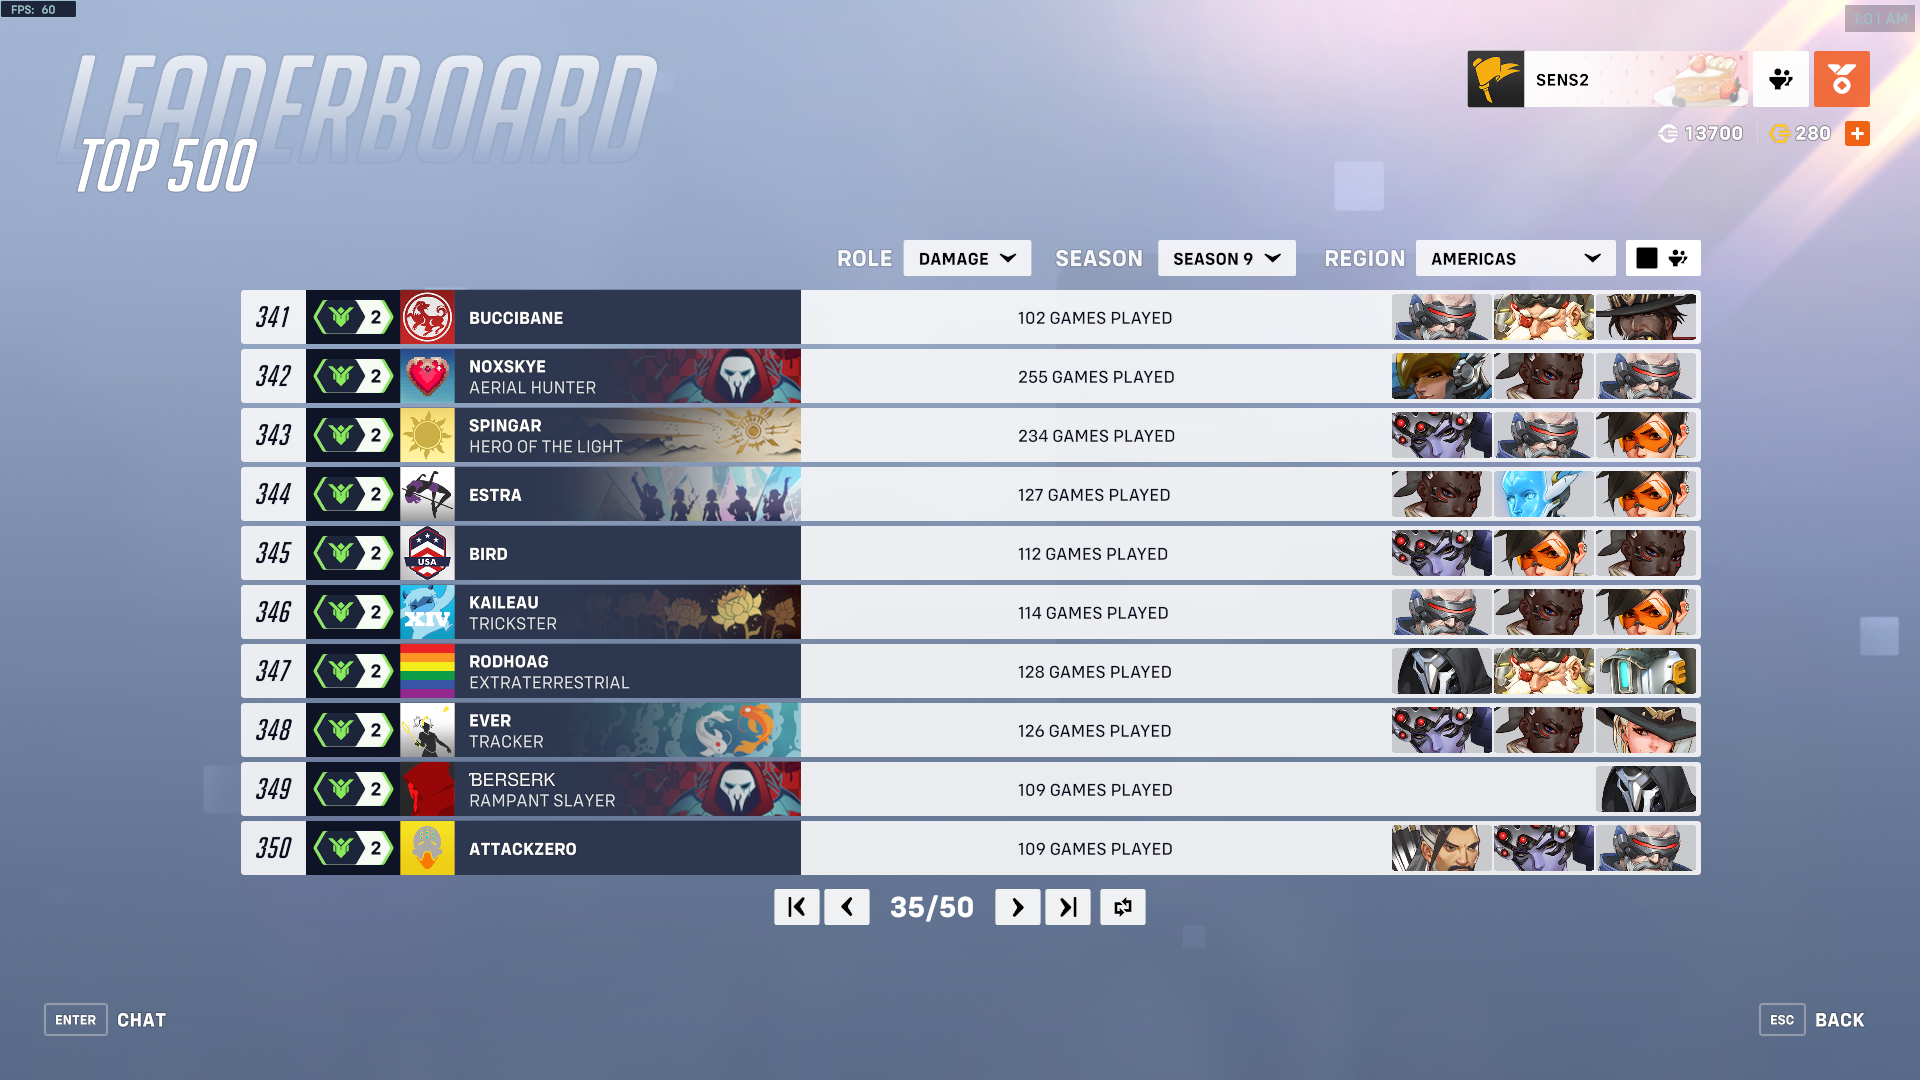 FPS: 60
1:01 AM
LEADERBOARD
TOP 500
SENS2
13700
280
ROLE DAMAGE SEASON SEASON 9 REGION AMERICAS
341 2 BUCCIBANE 102 GAMES PLAYED
342 2 NOXSKYE 255 GAMES PLAYED
AERIAL HUNTER
343 2 SPINGAR 234 GAMES PLAYED
HERO OF THE LIGHT
344 2 ESTRA 127 GAMES PLAYED
345 USA 2 BIRD 112 GAMES PLAYED
346 XIV 2 KAILEAU 114 GAMES PLAYED
TRICKSTER
347 2 RODHOAG 128 GAMES PLAYED
EXTRATERRESTRIAL
348 2 EVER 126 GAMES PLAYED
TRACKER
349 2 ƁERSERK 109 GAMES PLAYED
RAMPANT SLAYER
350 2 ATTACKZERO 109 GAMES PLAYED
35/50
ENTER CHAT
ESC BACK